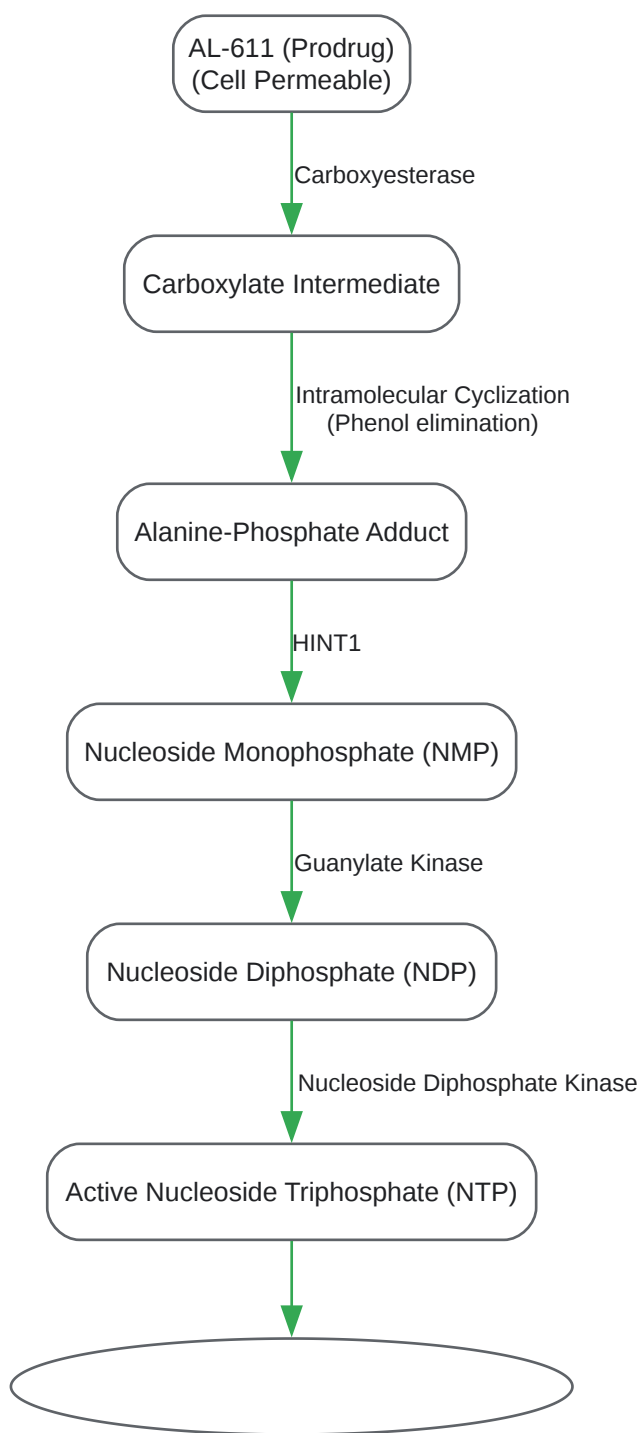 AL-611 (Prodrug)
(Cell Permeable)
Carboxyesterase
Carboxylate Intermediate
Intramolecular Cyclization
(Phenol elimination)
Alanine-Phosphate Adduct
HINT1
Nucleoside Monophosphate (NMP)
Guanylate Kinase
Nucleoside Diphosphate (NDP)
Nucleoside Diphosphate Kinase
Active Nucleoside Triphosphate (NTP)